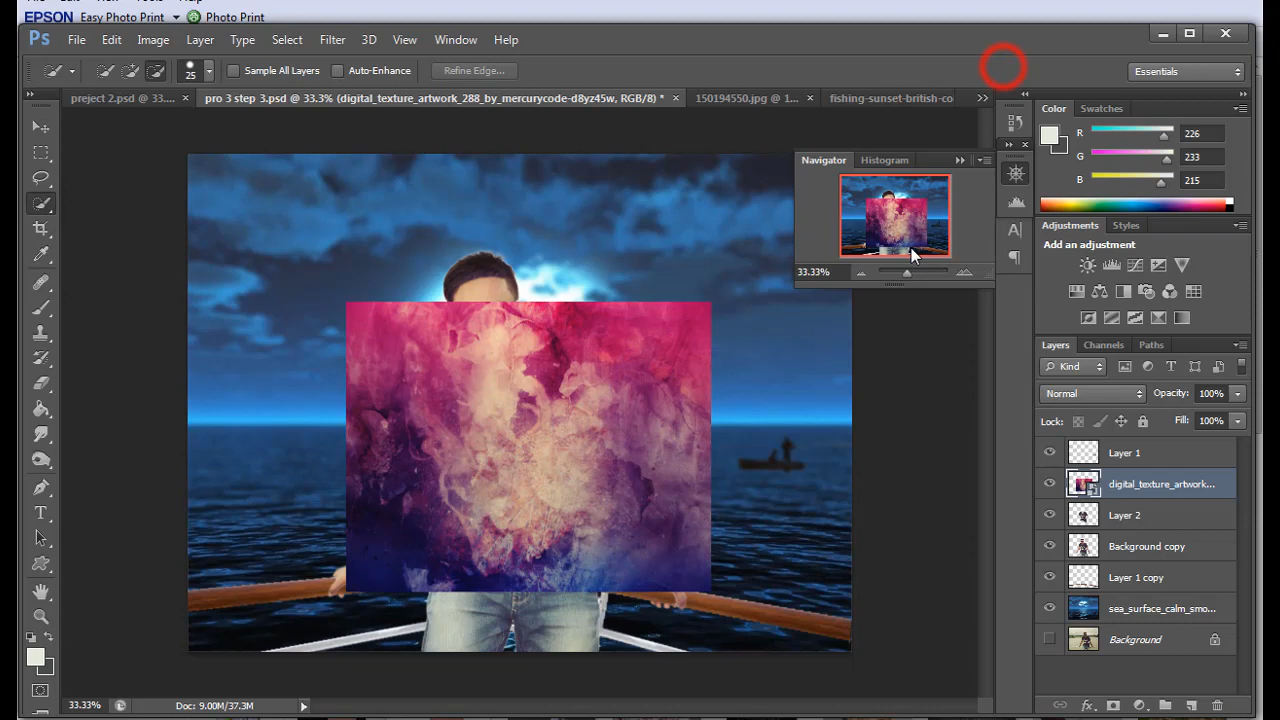 EPSON Easy Photo Print Photo Print
Ps File Edit Image Layer Type Select Filter 3D View Window Help
25 Sample All Layers Auto-Enhance Refine Edge... Essentials
preject 2.psd @ 33.... × pro 3 step 3.psd @ 33.3% (digital_texture_artwork_288_by_mercurycode-d8yz45w, RGB/8) * × 150194550.jpg @ 1... × fishing-sunset-british-co
Color Swatches
R 226
G 233
B 215
Navigator Histogram
33.33%
Adjustments Styles
Add an adjustment
Layers Channels Paths
Kind
Normal Opacity: 100%
Lock: Fill: 100%
Layer 1
digital_texture_artwork...
Layer 2
Background copy
Layer 1 copy
sea_surface_calm_smo...
Background
33.33% Doc: 9.00M/37.3M